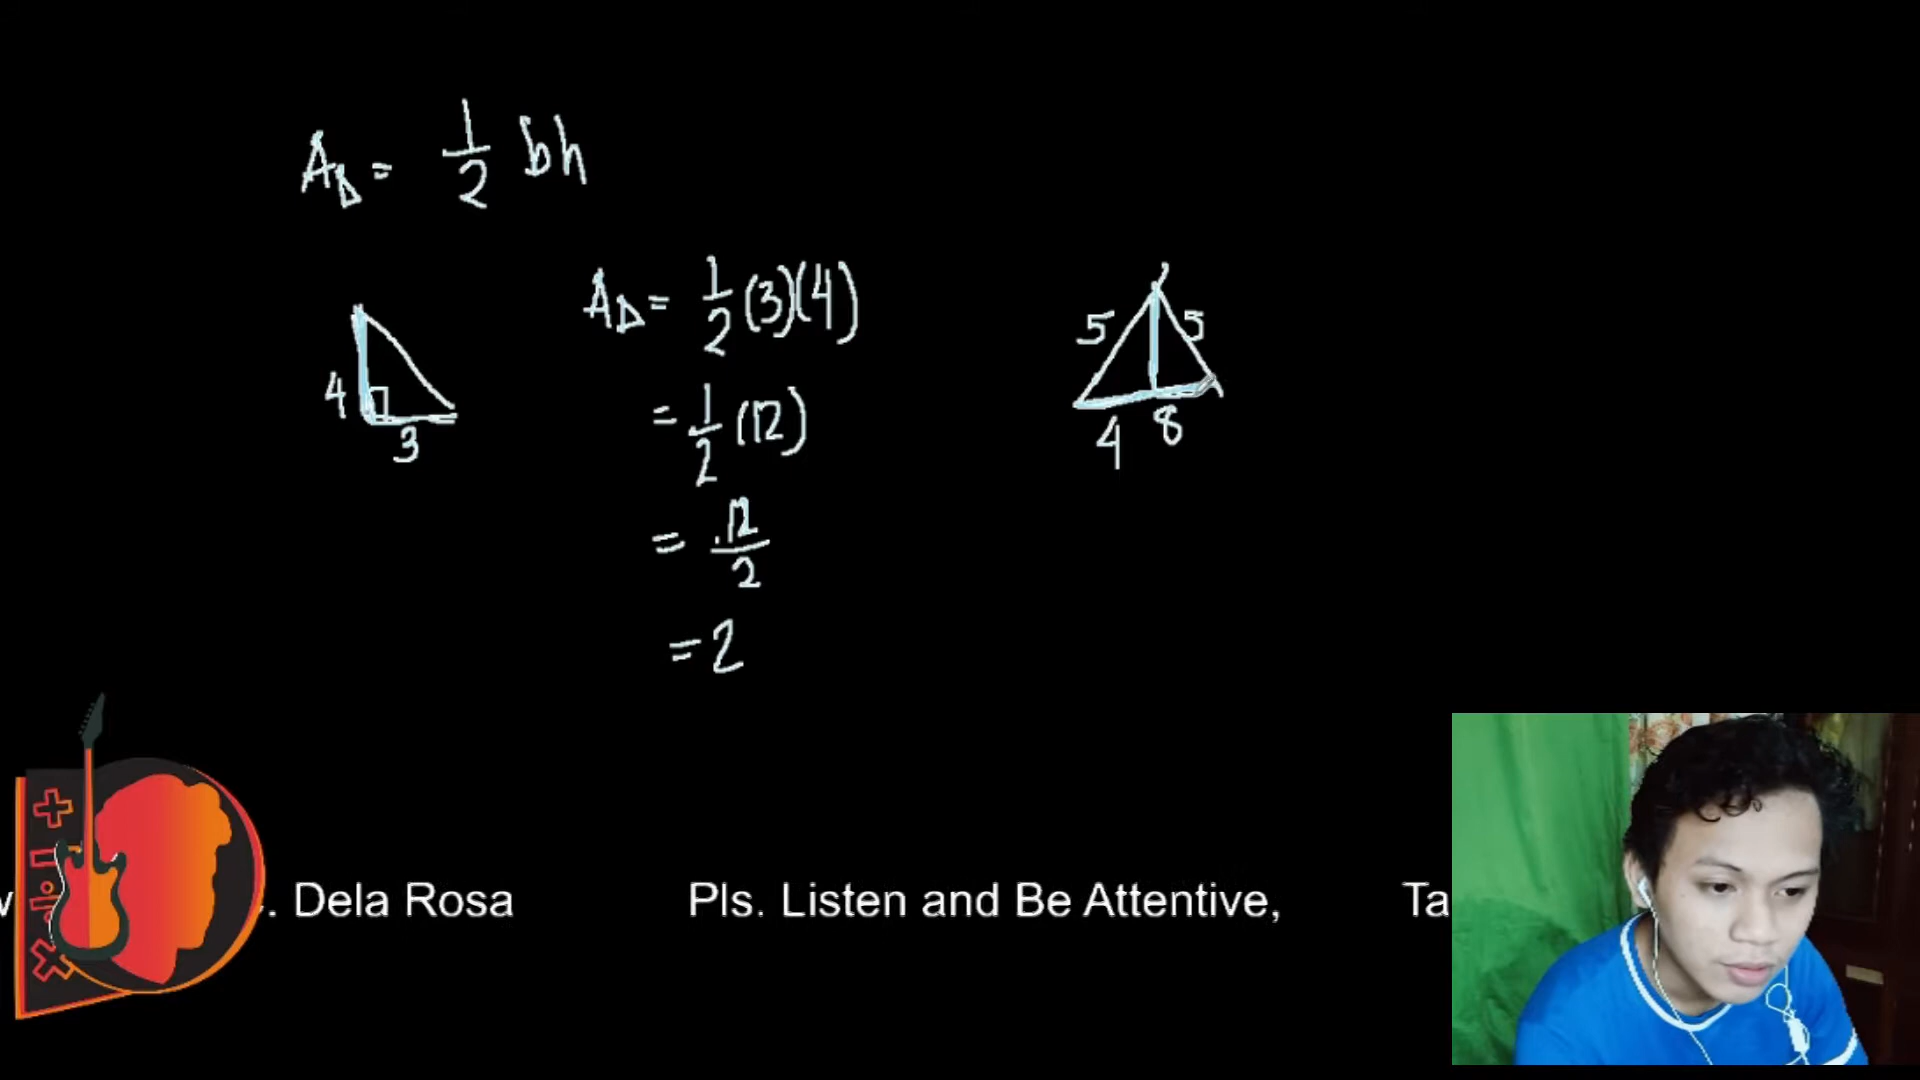 A△ = 1/2 bh
A△ = 1/2 (3)(4)
= 1/2 (12)
= 12/2
= 2
4
3
5 5
4 8
. Dela Rosa Pls. Listen and Be Attentive, Ta
+
-
÷
×